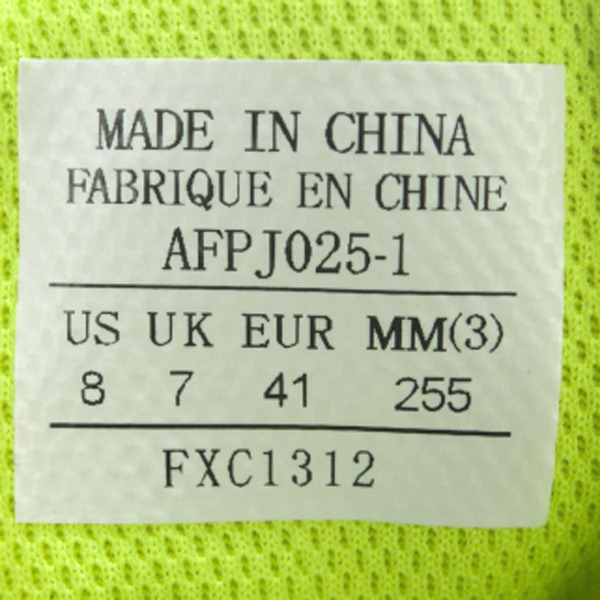 MADE IN CHINA
FABRIQUE EN CHINE
AFPJ025-1
US UK EUR MM(3)
8 7 41 255
FXC1312